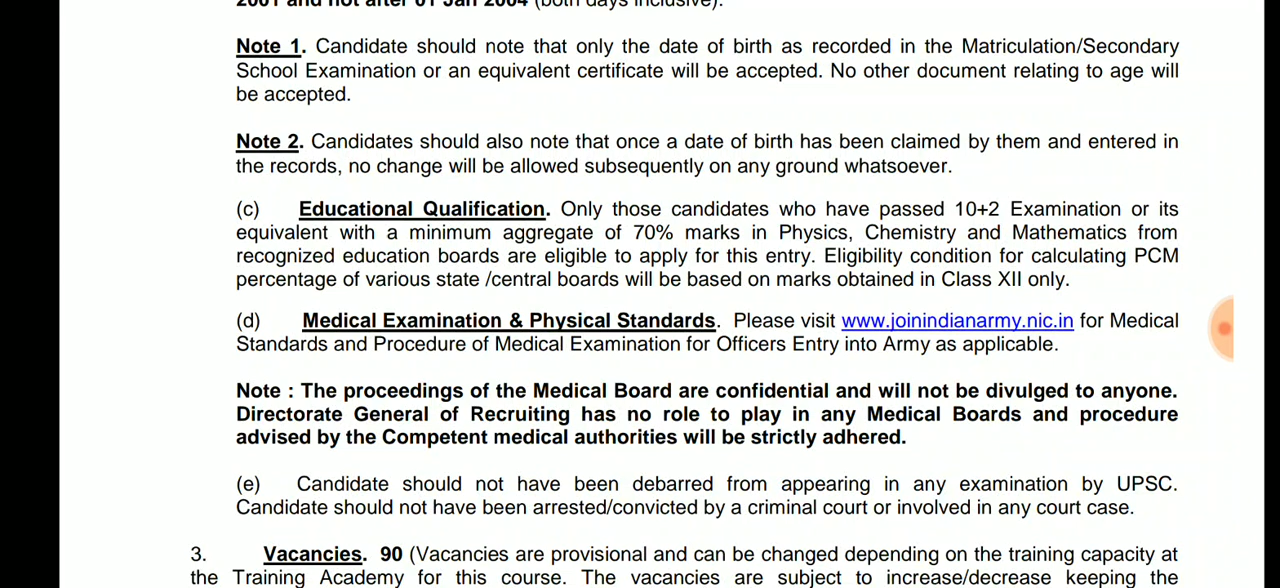 2001 and not after 01 Jan 2004 (both days inclusive).
Note 1. Candidate should note that only the date of birth as recorded in the Matriculation/Secondary
School Examination or an equivalent certificate will be accepted. No other document relating to age will
be accepted.
Note 2. Candidates should also note that once a date of birth has been claimed by them and entered in
the records, no change will be allowed subsequently on any ground whatsoever.
(c) Educational Qualification. Only those candidates who have passed 10+2 Examination or its
equivalent with a minimum aggregate of 70% marks in Physics, Chemistry and Mathematics from
recognized education boards are eligible to apply for this entry. Eligibility condition for calculating PCM
percentage of various state /central boards will be based on marks obtained in Class XII only.
(d) Medical Examination & Physical Standards. Please visit www.joinindianarmy.nic.in for Medical
Standards and Procedure of Medical Examination for Officers Entry into Army as applicable.
Note : The proceedings of the Medical Board are confidential and will not be divulged to anyone.
Directorate General of Recruiting has no role to play in any Medical Boards and procedure
advised by the Competent medical authorities will be strictly adhered.
(e) Candidate should not have been debarred from appearing in any examination by UPSC.
Candidate should not have been arrested/convicted by a criminal court or involved in any court case.
3. Vacancies. 90 (Vacancies are provisional and can be changed depending on the training capacity at
the Training Academy for this course. The vacancies are subject to increase/decrease keeping the